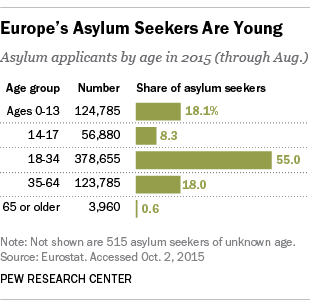 Europe's Asylum Seekers Are Young
Asylum applicants by age in 2015 (through Aug.)
Age group Number Share of asylum seekers
Ages 0-13 124,785 18.1%
14-17 56,880 8.3
18-34 378,655 55.0
35-64 123,785 18.0
65 or older 3,960 0.6
Note: Not shown are 515 asylum seekers of unknown age.
Source: Eurostat. Accessed Oct. 2, 2015
PEW RESEARCH CENTER